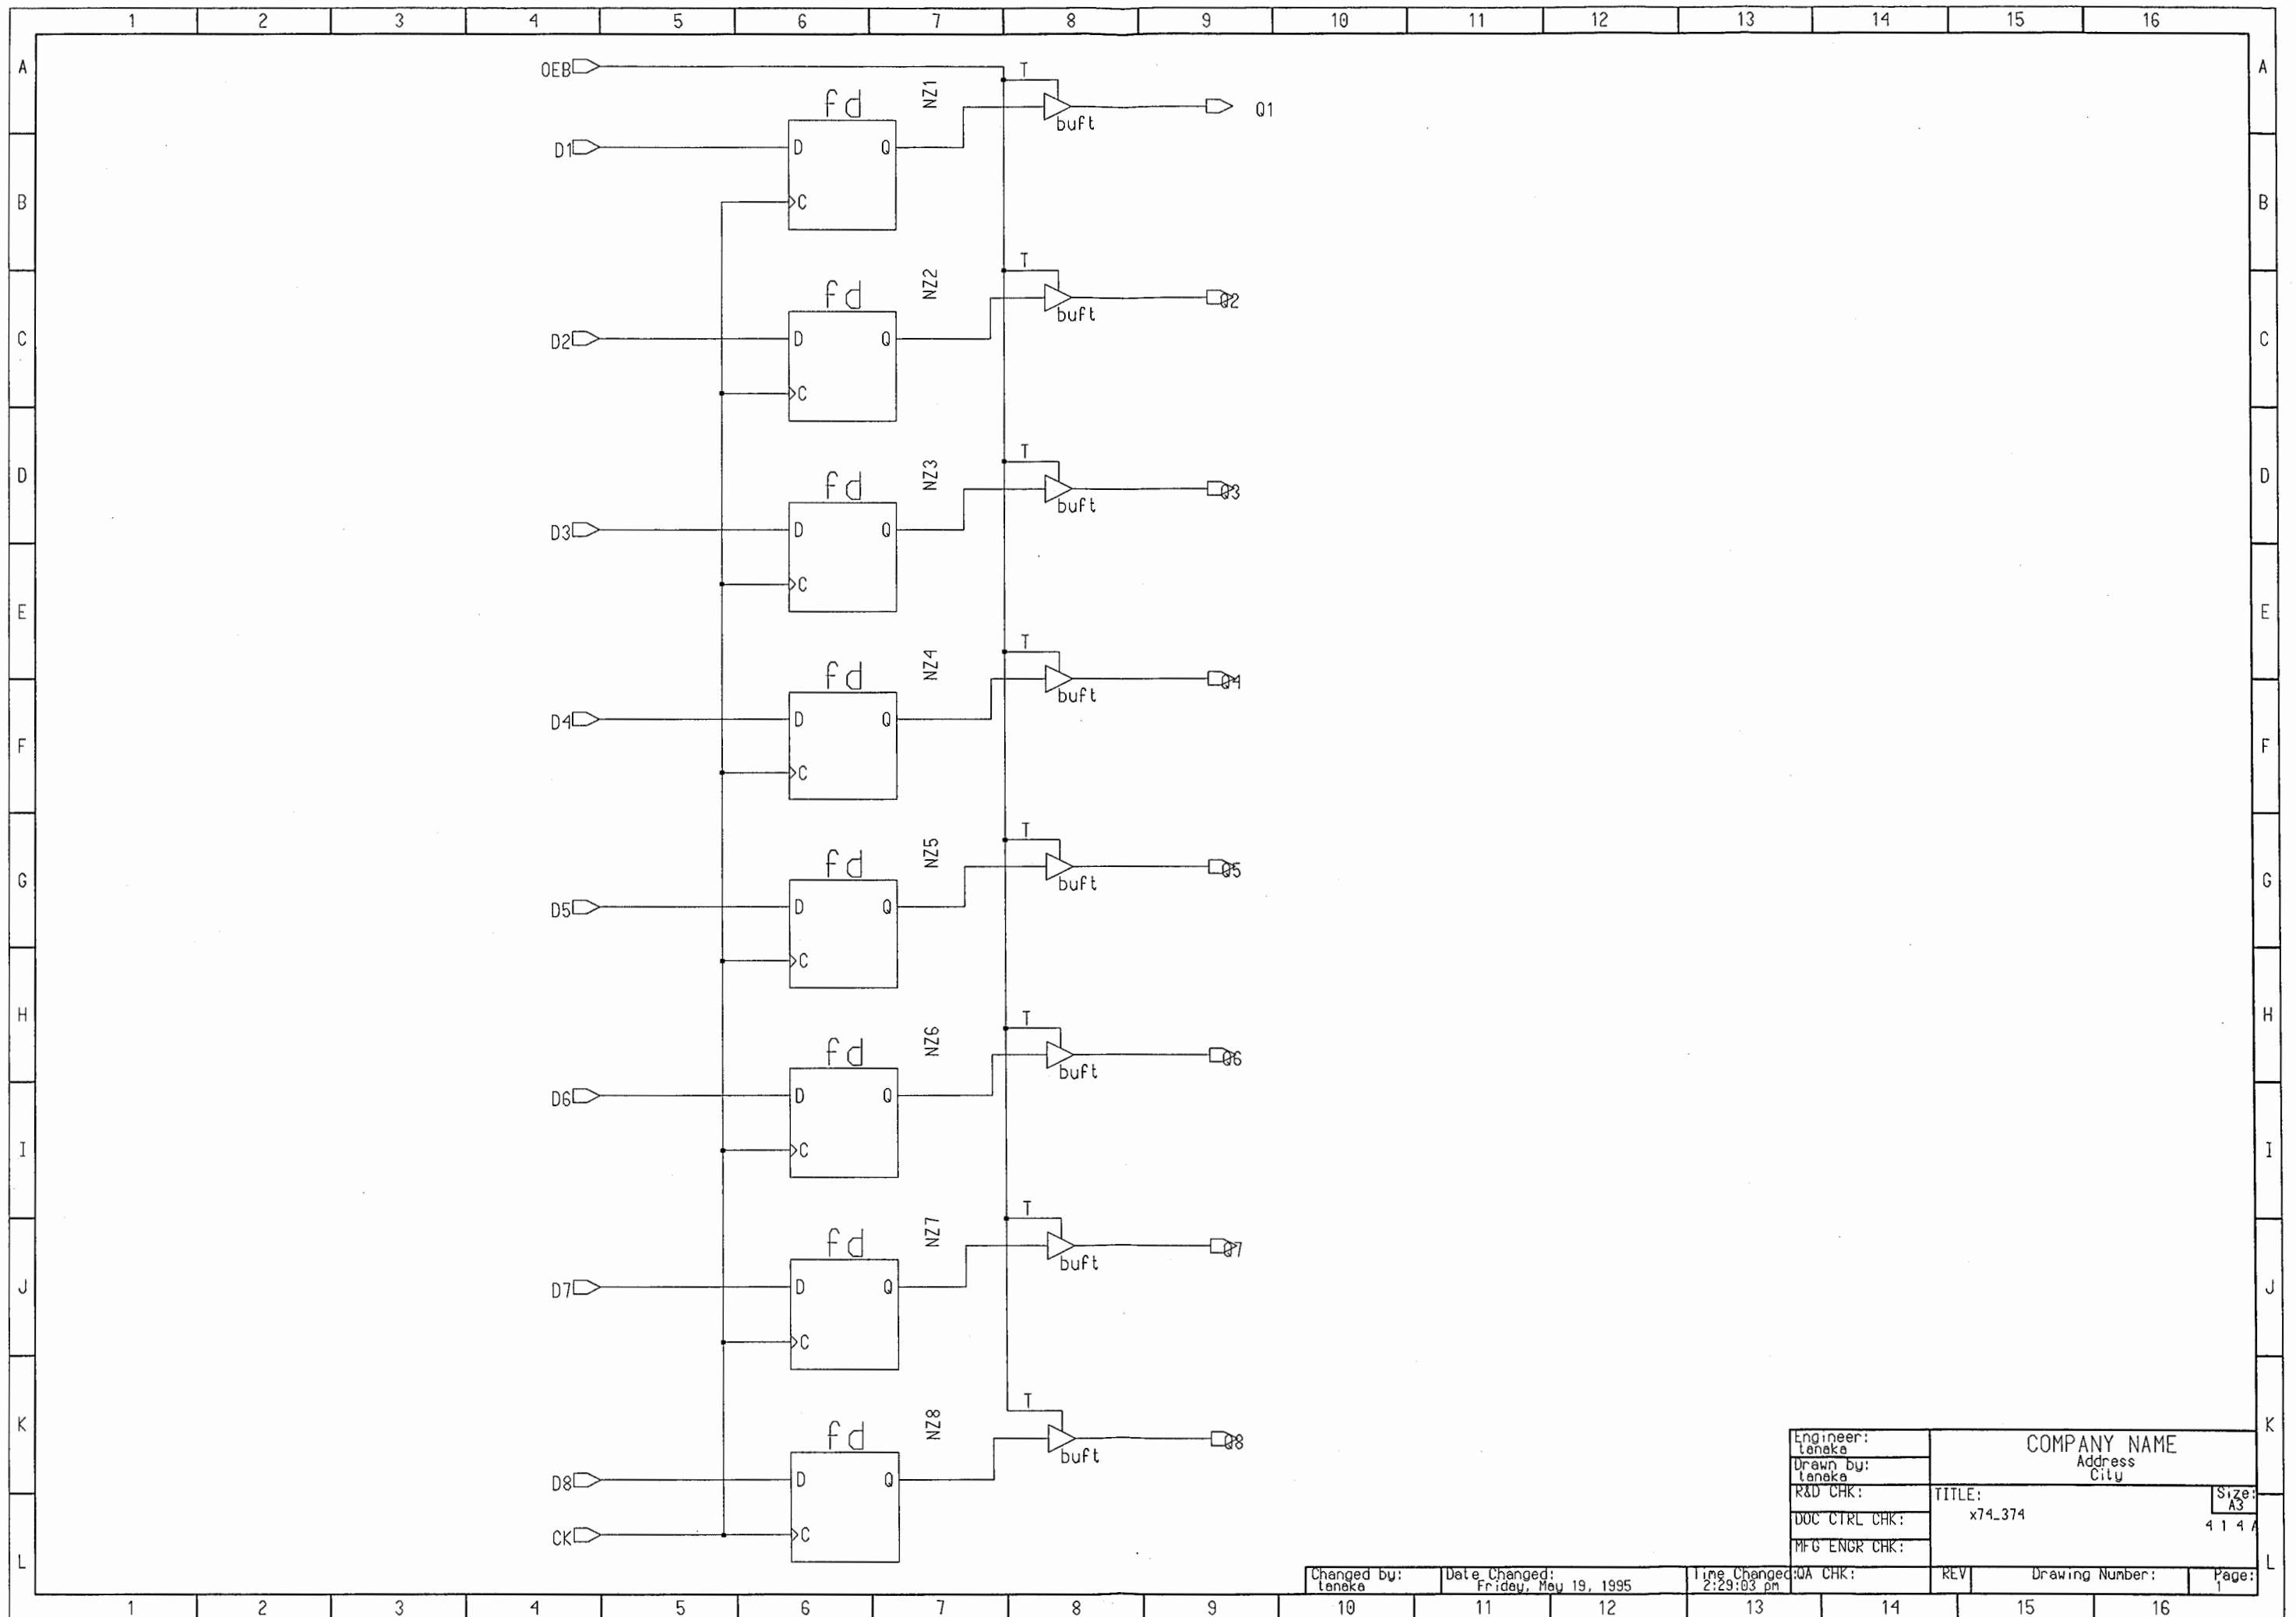 1 2 3 4 5 6 7 8 9 10 11 12 13 14 15 16
A A
OEB T
fd NZ1
buft Q1
D1 D Q
B B
C
T
fd NZ2
buft Q2
C D2 D Q C
C
T
D fd NZ3 D
buft Q3
D3 D Q
C
E E
T
fd NZ4
buft Q4
D4 D Q
F F
C
T
fd NZ5
G buft Q5 G
D5 D Q
C
H T H
fd NZ6
buft Q6
D6 D Q
I C I
T
fd NZ7
buft Q7
J D7 D Q J
C
T
K fd NZ8 K
buft Q8
D8 D Q
CK C
L L
Engineer:
tanaka
Drawn by:
tanaka
R&D CHK:
DOC CTRL CHK:
MFG ENGR CHK:
QA CHK:
COMPANY NAME
Address
City
TITLE:
x74_374
Size:
A3
4 1 4 A
Changed by:
tanaka
Date Changed:
Friday, May 19, 1995
Time Changed:
2:29:03 pm
REV
Drawing Number:
Page:
1
1 2 3 4 5 6 7 8 9 10 11 12 13 14 15 16